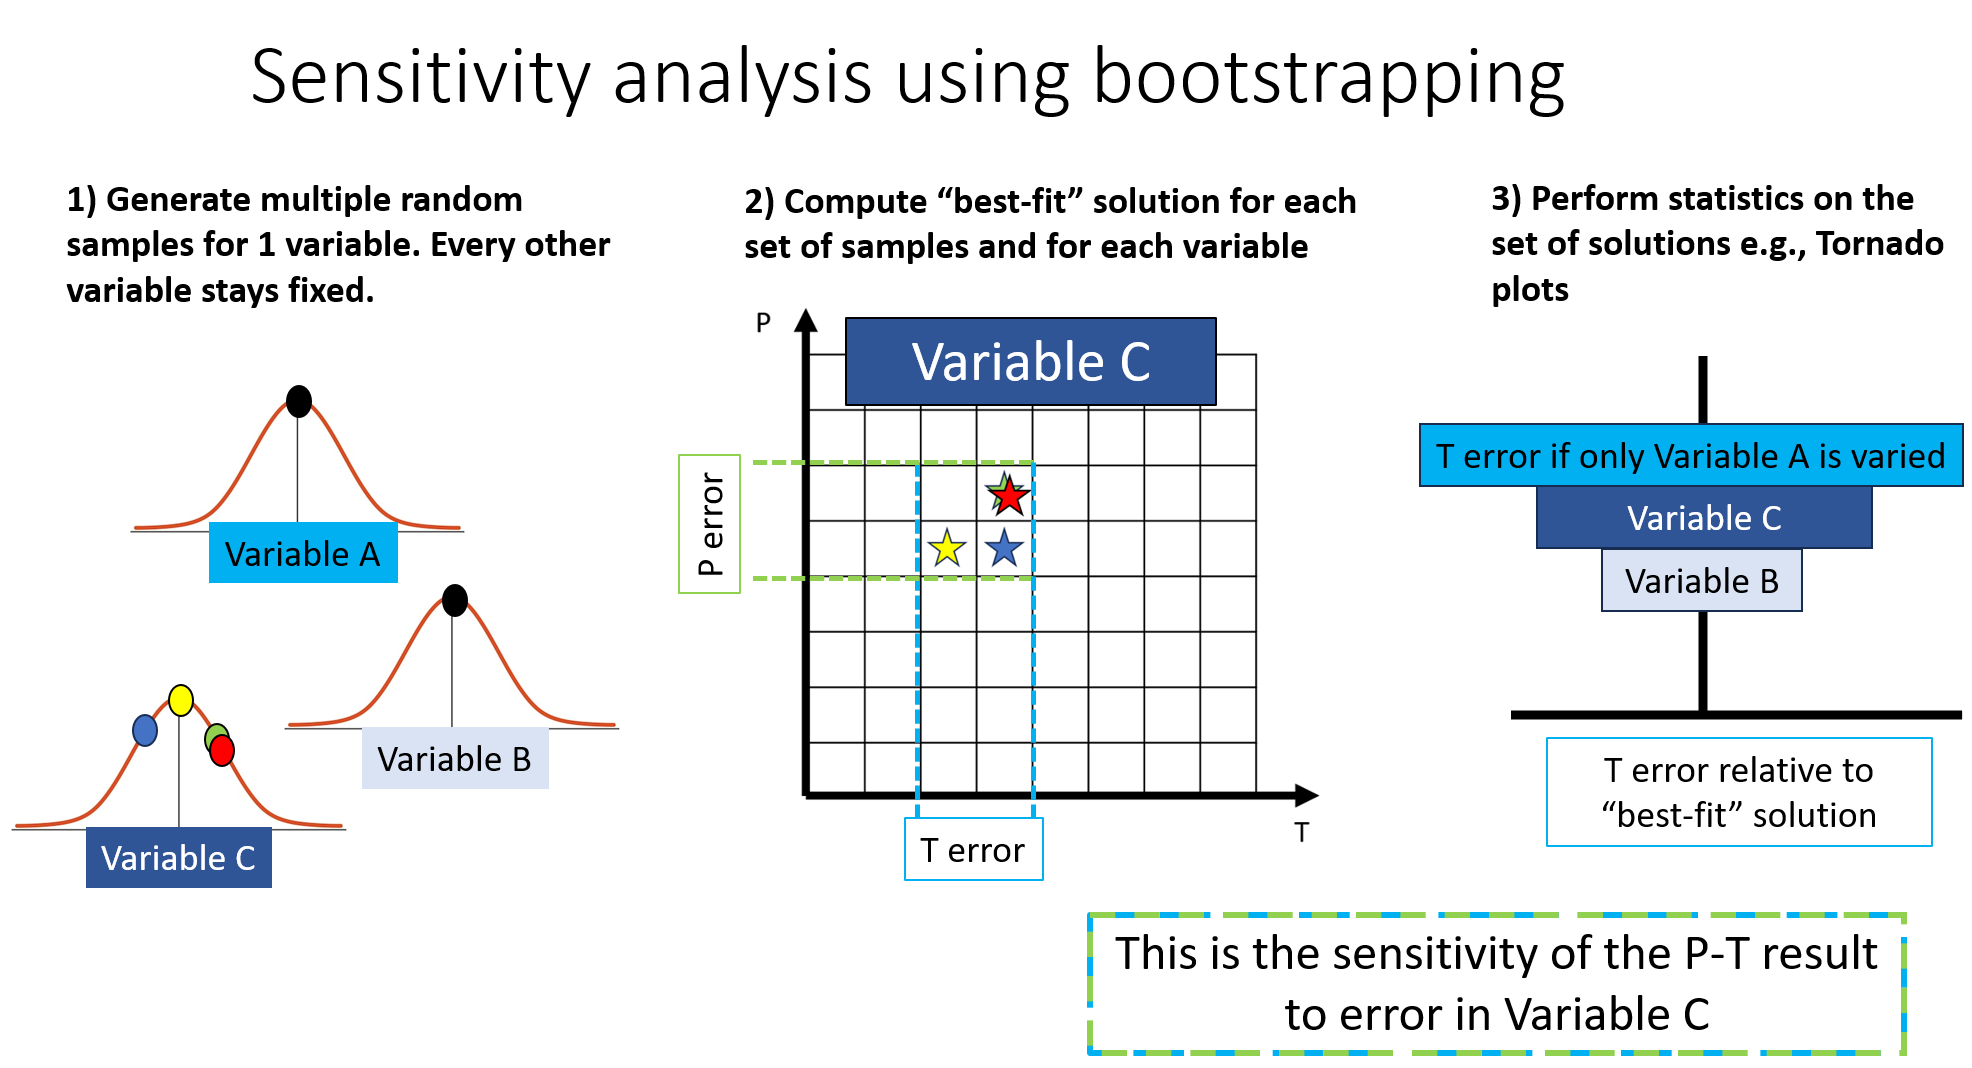 Sensitivity analysis using bootstrapping
1) Generate multiple random
samples for 1 variable. Every other
variable stays fixed.
Variable A
Variable B
Variable C
2) Compute “best-fit” solution for each
set of samples and for each variable
P
Variable C
P error
T error
T
3) Perform statistics on the
set of solutions e.g., Tornado
plots
T error if only Variable A is varied
Variable C
Variable B
T error relative to
“best-fit” solution
This is the sensitivity of the P-T result
to error in Variable C